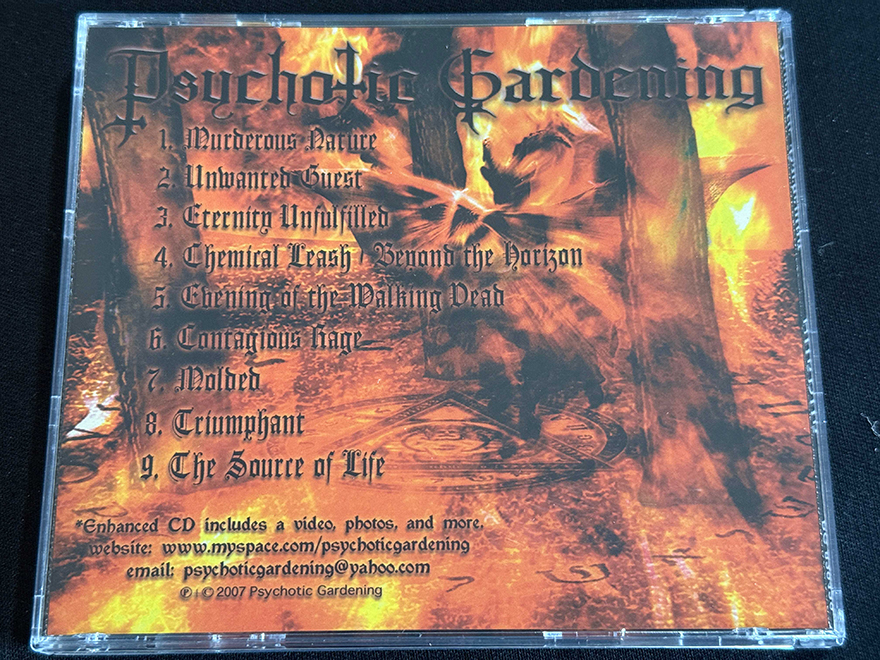 Psychotic Gardening
1. Murderous Nature
2. Unwanted Guest
3. Eternity Unfulfilled
4. Chemical Leash / Beyond the Horizon
5. Evening of the Walking Dead
6. Contagious Rage
7. Molded
8. Triumphant
9. The Source of Life
*Enhanced CD includes a video, photos, and more.
website: www.myspace.com/psychoticgardening
email: psychoticgardening@yahoo.com
℗ | © 2007 Psychotic Gardening